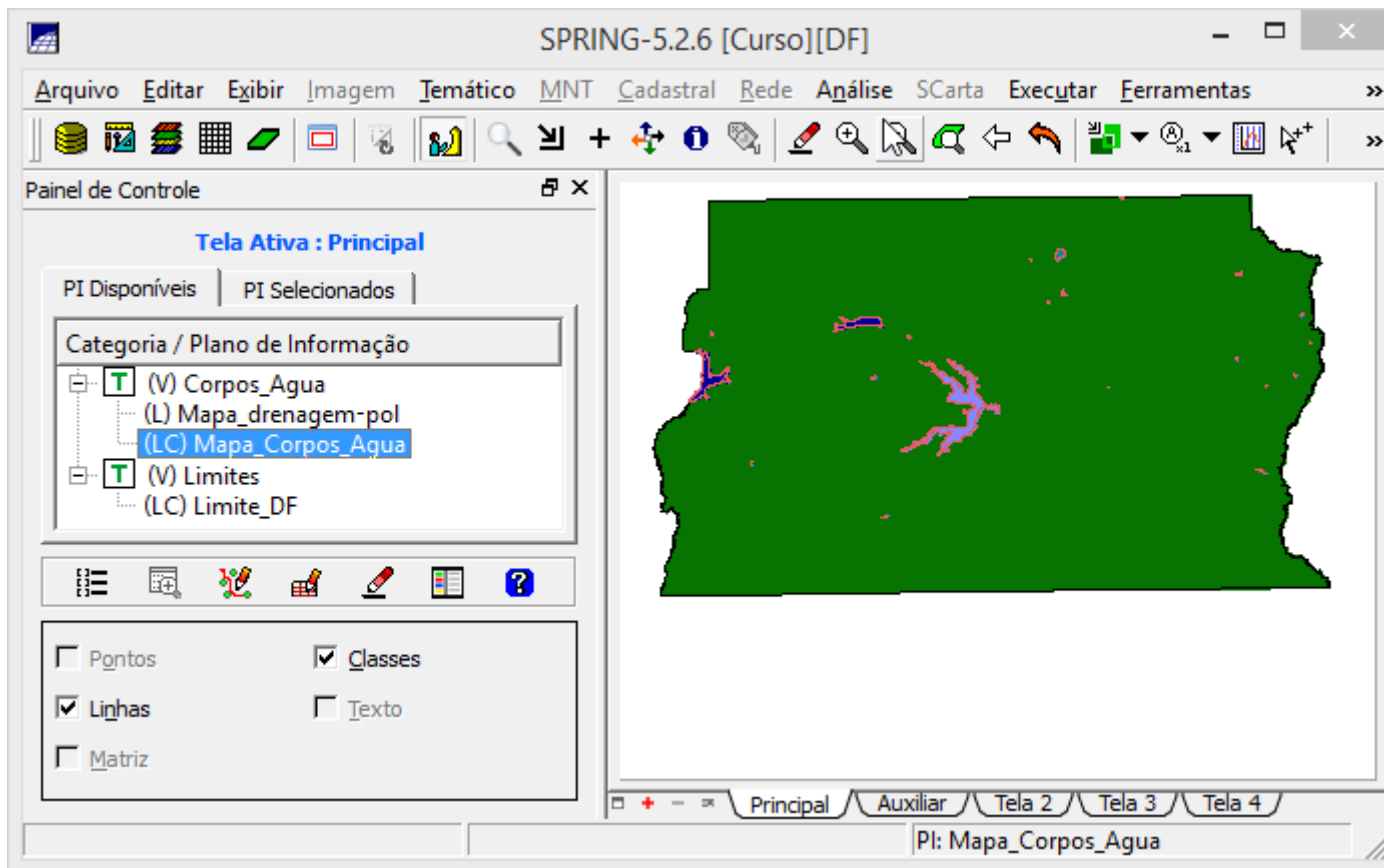 SPRING-5.2.6 [Curso][DF]
Arquivo Editar Exibir Imagem Temático MNT Cadastral Rede Análise SCarta Executar Ferramentas »
»
Painel de Controle
Tela Ativa : Principal
PI Disponíveis PI Selecionados
Categoria / Plano de Informação
T (V) Corpos_Agua
(L) Mapa_drenagem-pol
(LC) Mapa_Corpos_Agua
T (V) Limites
(LC) Limite_DF
Pontos Classes
Linhas Texto
Matriz
Principal Auxiliar Tela 2 Tela 3 Tela 4
PI: Mapa_Corpos_Agua